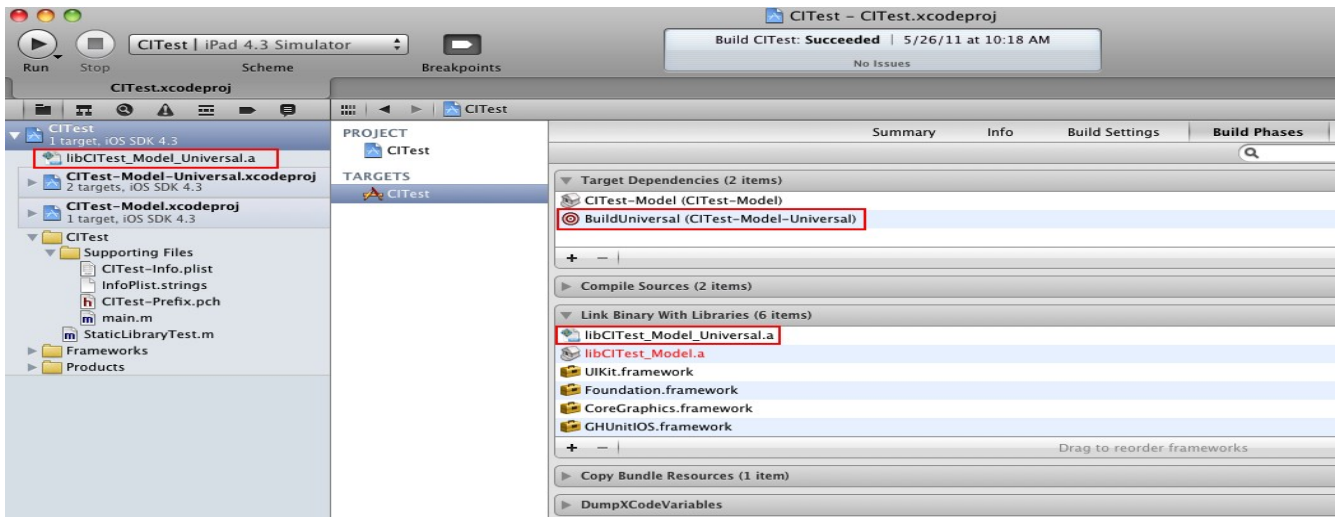 CITest - CITest.xcodeproj
CITest | iPad 4.3 Simulator
Build CITest: Succeeded | 5/26/11 at 10:18 AM
No Issues
Run Stop Scheme Breakpoints
CITest.xcodeproj
CITest
1 target, iOS SDK 4.3
libCITest_Model_Universal.a
CITest-Model-Universal.xcodeproj
2 targets, iOS SDK 4.3
CITest-Model.xcodeproj
1 target, iOS SDK 4.3
CITest
Supporting Files
CITest-Info.plist
InfoPlist.strings
h CITest-Prefix.pch
m main.m
m StaticLibraryTest.m
Frameworks
Products
CITest
PROJECT
CITest
TARGETS
CITest
Summary Info Build Settings Build Phases
Target Dependencies (2 items)
CITest-Model (CITest-Model)
BuildUniversal (CITest-Model-Universal)
Compile Sources (2 items)
Link Binary With Libraries (6 items)
libCITest_Model_Universal.a
libCITest_Model.a
UIKit.framework
Foundation.framework
CoreGraphics.framework
GHUnitIOS.framework
Drag to reorder frameworks
Copy Bundle Resources (1 item)
DumpXCodeVariables